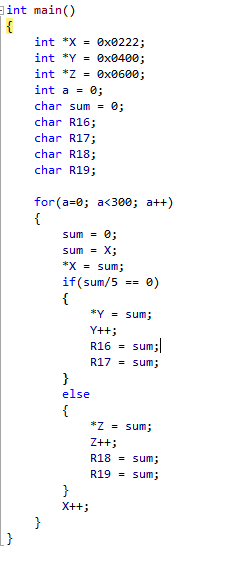 int main()
{
int *X = 0x0222;
int *Y = 0x0400;
int *Z = 0x0600;
int a = 0;
char sum = 0;
char R16;
char R17;
char R18;
char R19;
for(a=0; a<300; a++)
{
sum = 0;
sum = X;
*X = sum;
if(sum/5 == 0)
{
*Y = sum;
Y++;
R16 = sum;
R17 = sum;
}
else
{
*Z = sum;
Z++;
R18 = sum;
R19 = sum;
}
X++;
}
}